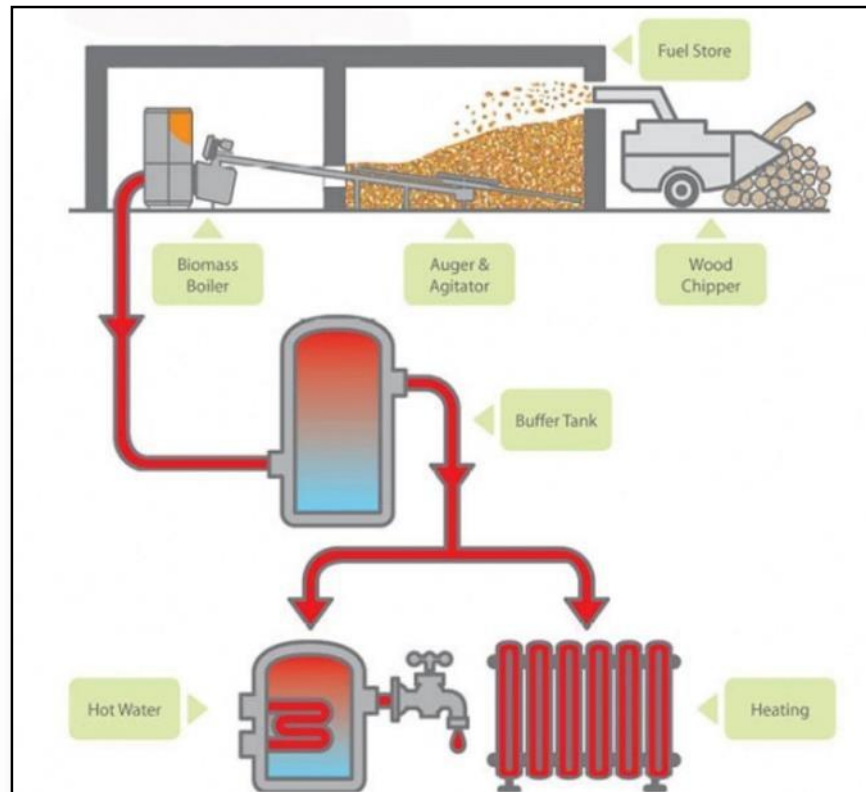 Fuel Store
Biomass
Boiler
Auger &
Agitator
Wood
Chipper
Buffer Tank
Hot Water
Heating